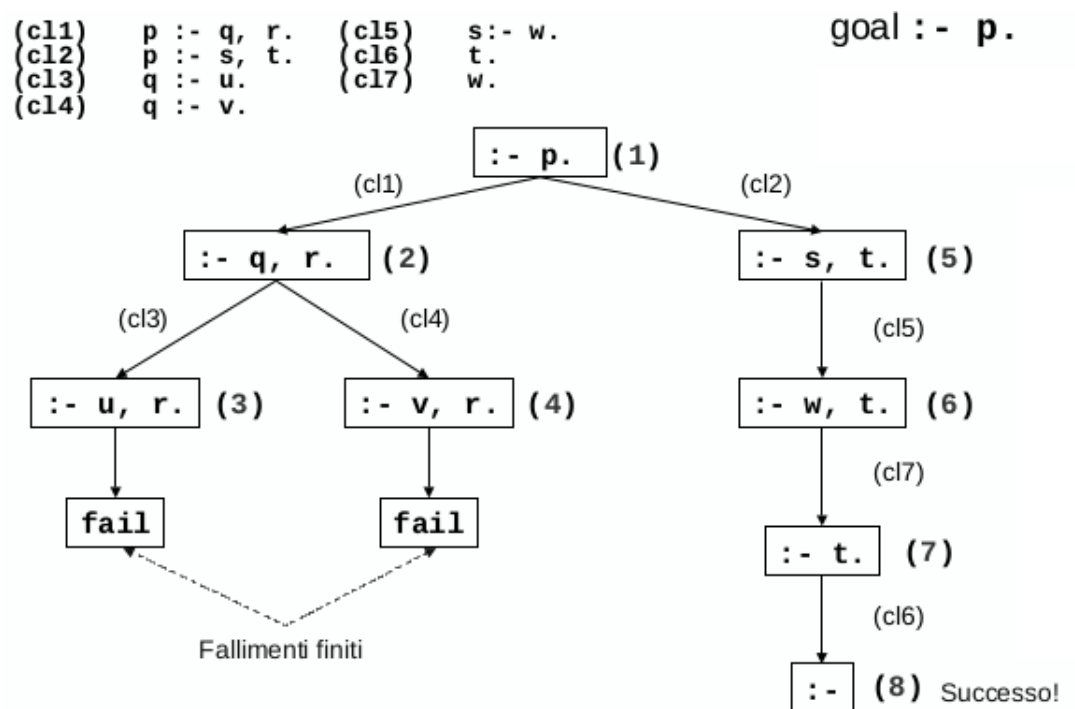 (cl1) p :- q, r. (cl5) s:- w.
(cl2) p :- s, t. (cl6) t.
(cl3) q :- u. (cl7) w.
(cl4) q :- v.
goal :- p.
:- p. (1)
(cl1) (cl2)
:- q, r. (2) :- s, t. (5)
(cl3) (cl4) (cl5)
:- u, r. (3) :- v, r. (4) :- w, t. (6)
(cl7)
fail fail
:- t. (7)
(cl6)
Fallimenti finiti
:- (8) Successo!